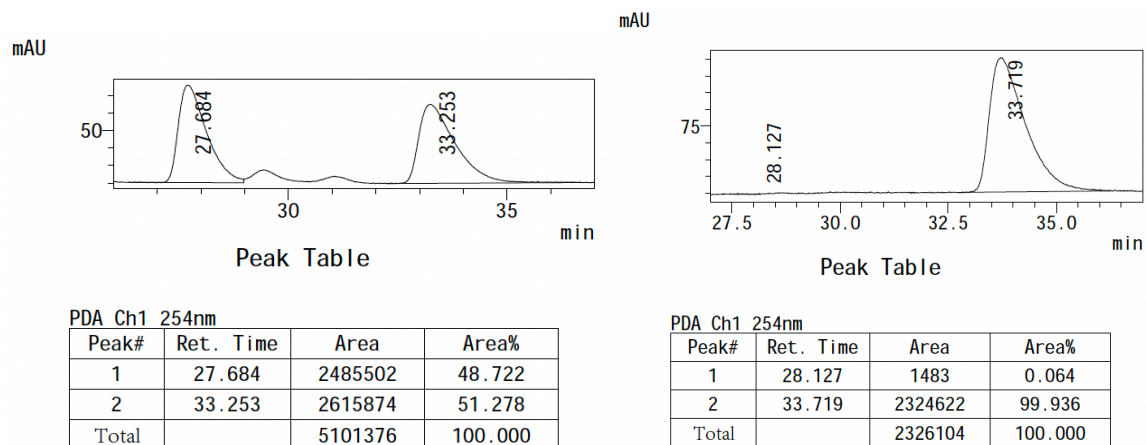 mAU
27.684
33.253
50
30
35
min
Peak Table
PDA Ch1 254nm
Peak# Ret. Time Area Area%
1 27.684 2485502 48.722
2 33.253 2615874 51.278
Total 5101376 100.000
mAU
33.719
75
28.127
27.5 30.0 32.5 35.0
min
Peak Table
PDA Ch1 254nm
Peak# Ret. Time Area Area%
1 28.127 1483 0.064
2 33.719 2324622 99.936
Total 2326104 100.000